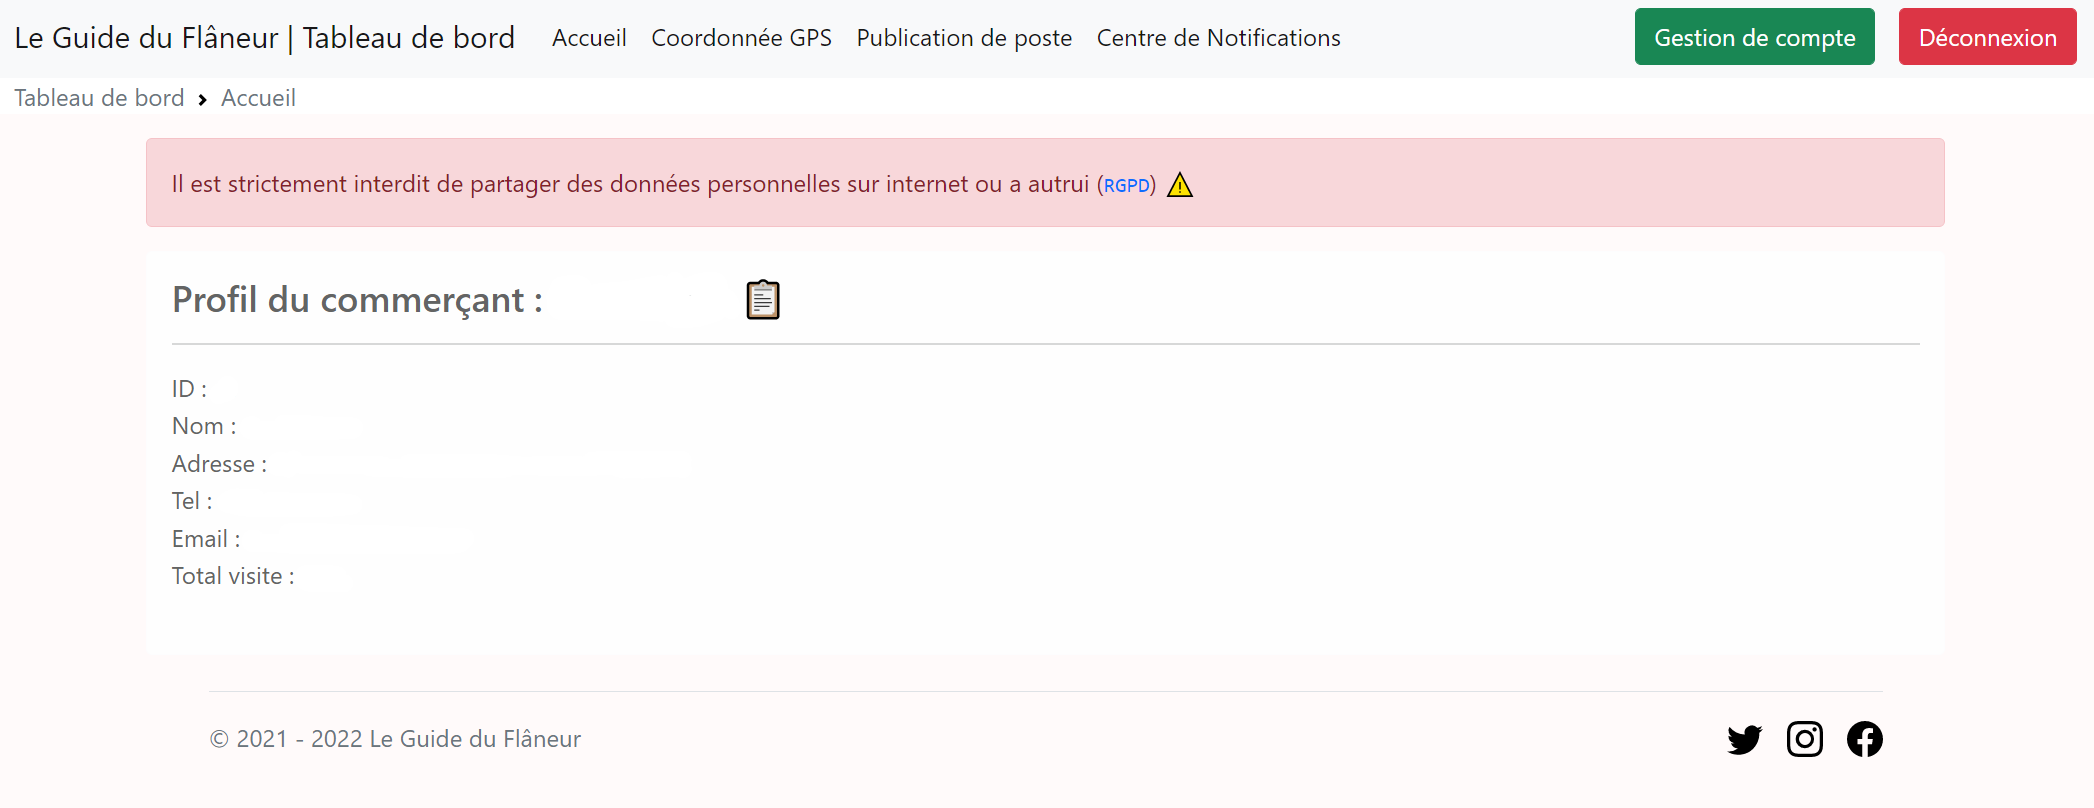 Le Guide du Flâneur | Tableau de bord Accueil Coordonnée GPS Publication de poste Centre de Notifications Gestion de compte Déconnexion
Tableau de bord > Accueil
Il est strictement interdit de partager des données personnelles sur internet ou a autrui (RGPD)
Profil du commerçant :
ID :
Nom :
Adresse :
Tel :
Email :
Total visite :
© 2021 - 2022 Le Guide du Flâneur